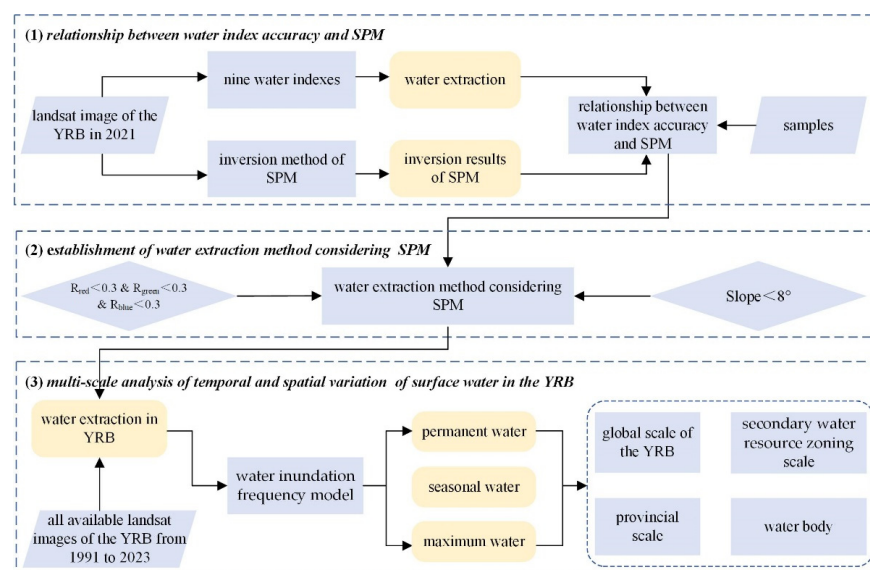 (1) relationship between water index accuracy and SPM
nine water indexes
water extraction
landsat image of the
YRB in 2021
relationship between
water index accuracy
and SPM
samples
inversion method of
SPM
inversion results
of SPM
(2) establishment of water extraction method considering SPM
Rred<0.3 & Rgreen<0.3
& Rblue<0.3
water extraction method considering
SPM
Slope<8°
(3) multi-scale analysis of temporal and spatial variation of surface water in the YRB
water extraction in
YRB
permanent water
global scale of
the YRB
secondary water
resource zoning
scale
water inundation
frequency model
seasonal water
all available landsat
images of the YRB from
1991 to 2023
maximum water
provincial
scale
water body